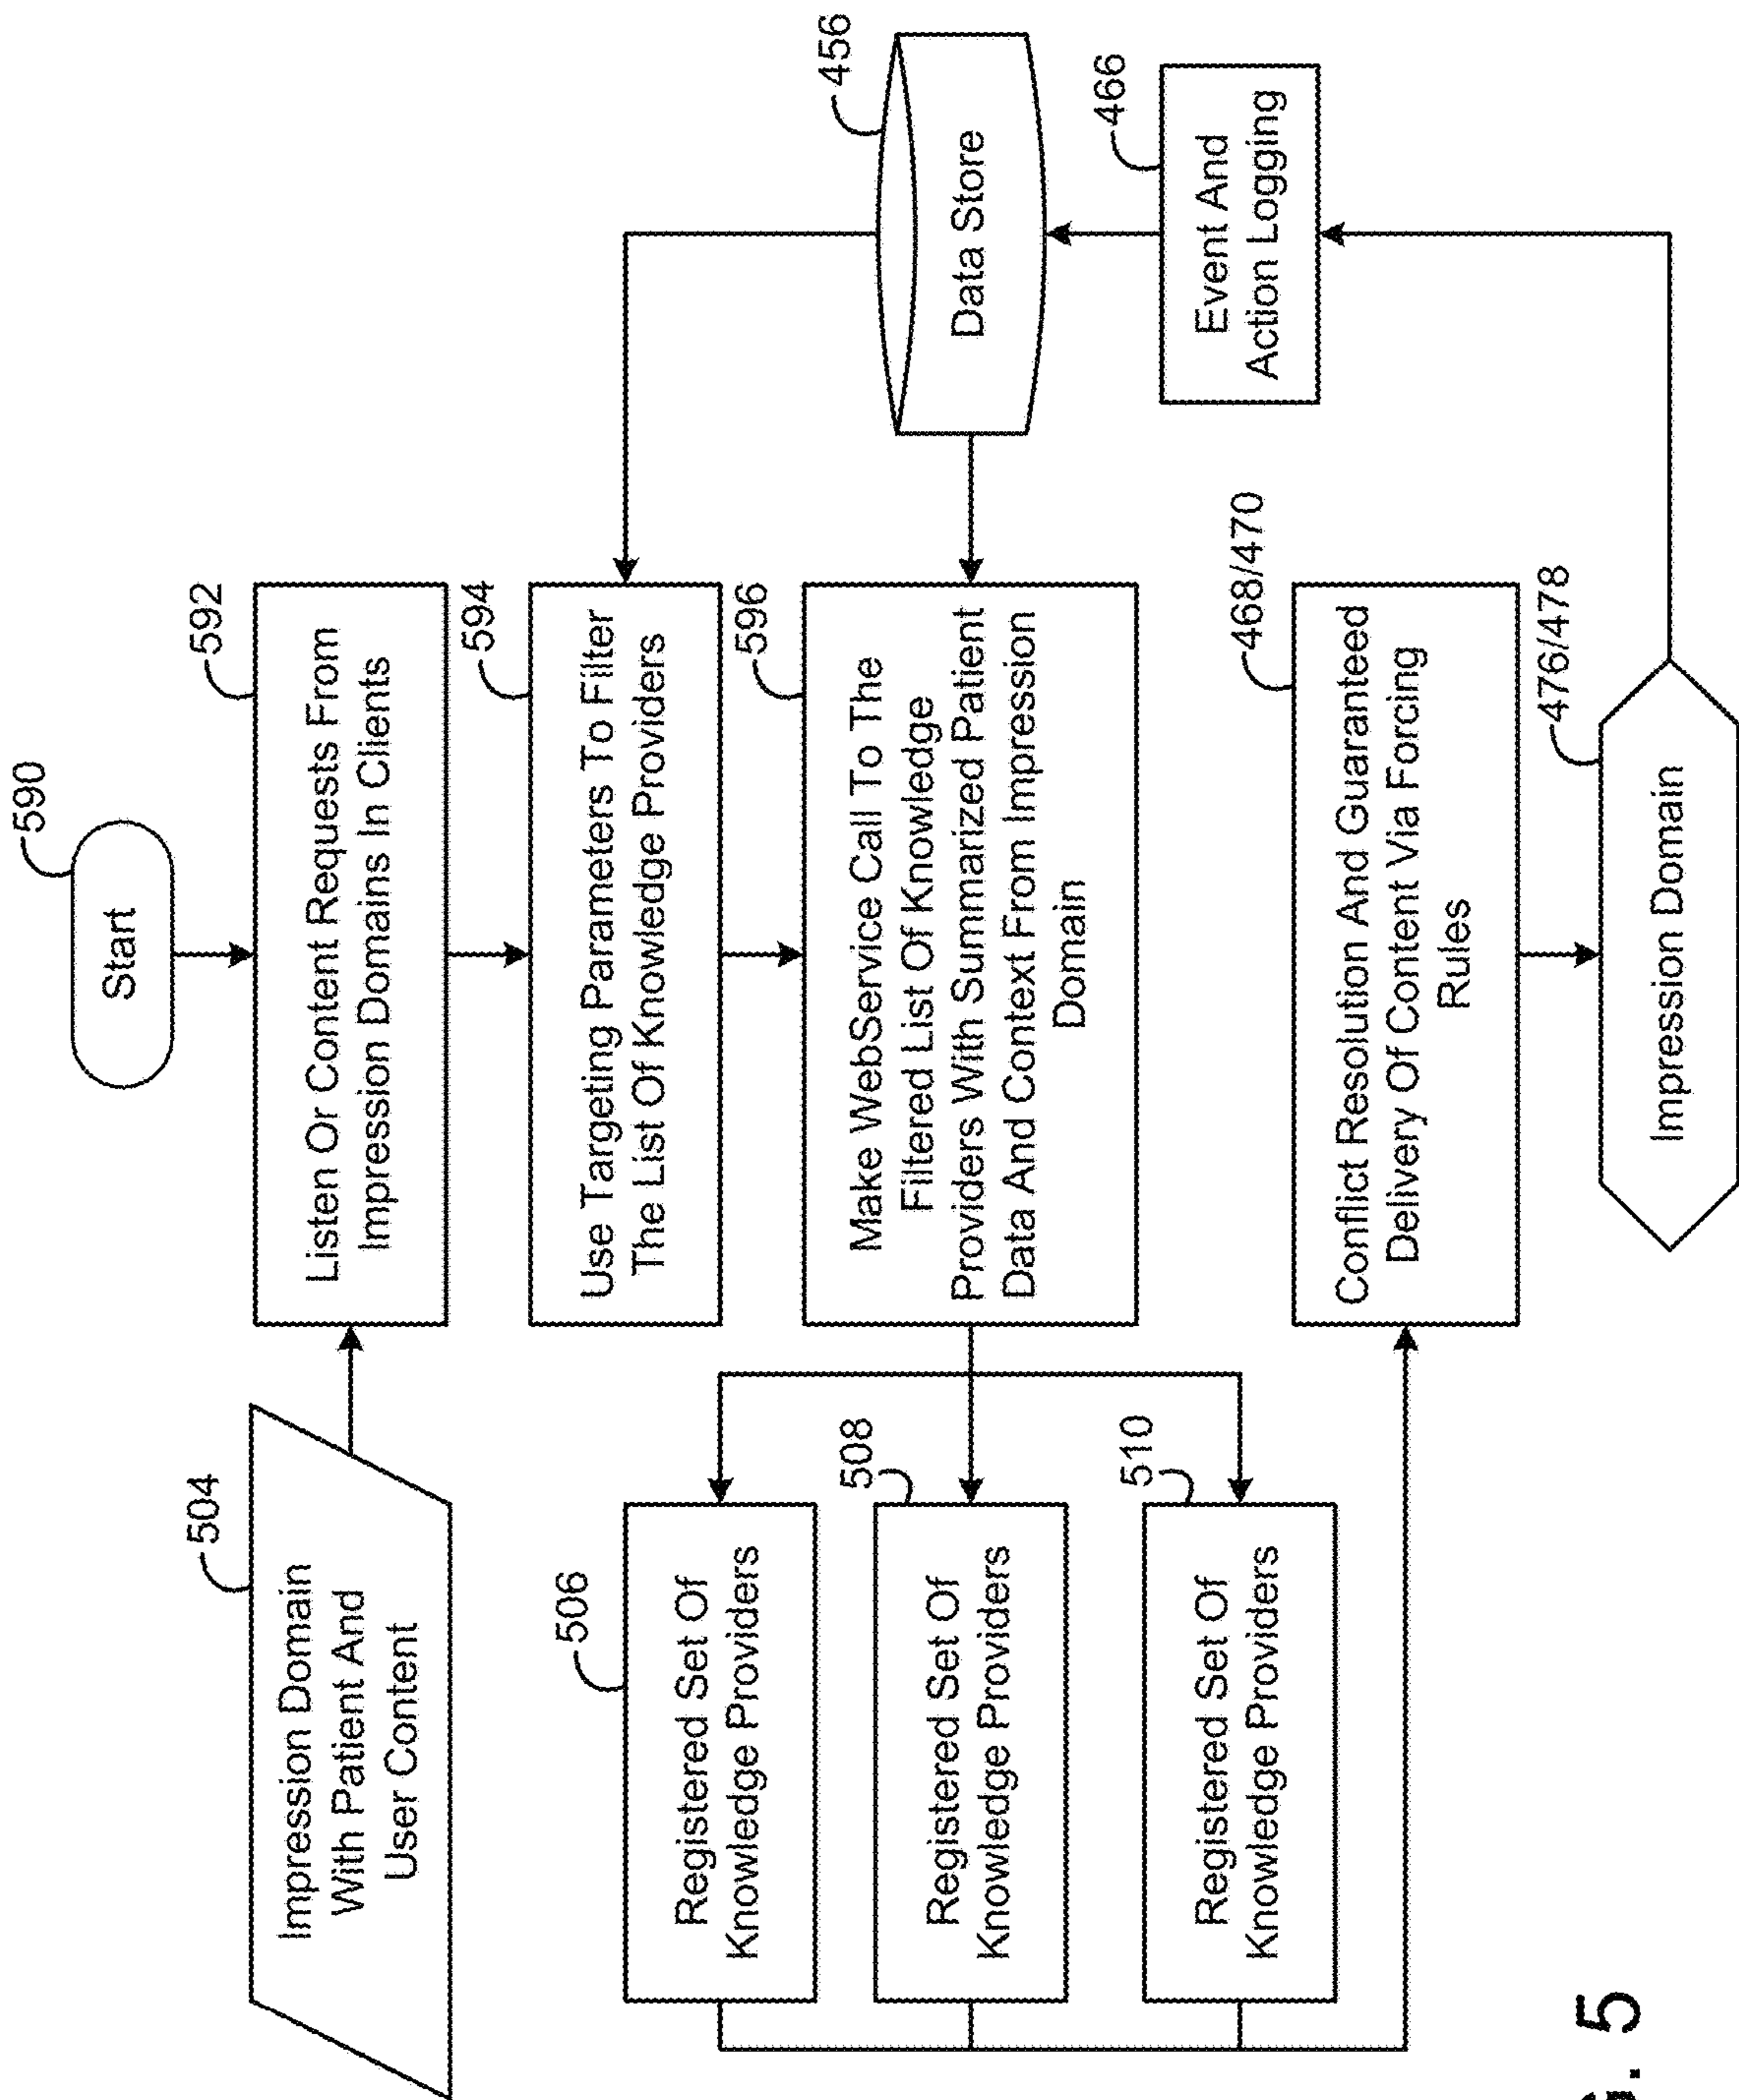 590
Start
592
Listen Or Content Requests From
Impression Domains In Clients
504
Impression Domain
With Patient And
User Content
594
Use Targeting Parameters To Filter
The List Of Knowledge Providers
596
Make WebService Call To The
Filtered List Of Knowledge
Providers With Summarized Patient
Data And Context From Impression
Domain
456
Data Store
506
Registered Set Of
Knowledge Providers
508
Registered Set Of
Knowledge Providers
510
Registered Set Of
Knowledge Providers
466
Event And
Action Logging
468/470
Conflict Resolution And Guaranteed
Delivery Of Content Via Forcing
Rules
476/478
Impression Domain
G. 5